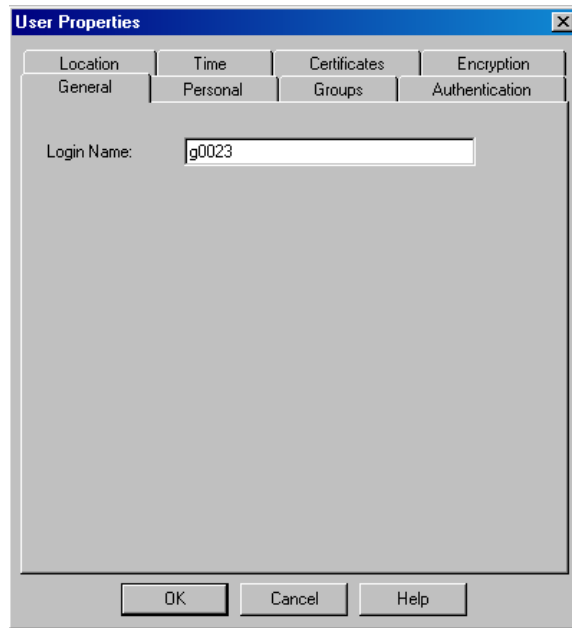 User Properties
Location Time Certificates Encryption
General Personal Groups Authentication
Login Name: g0023
OK Cancel Help